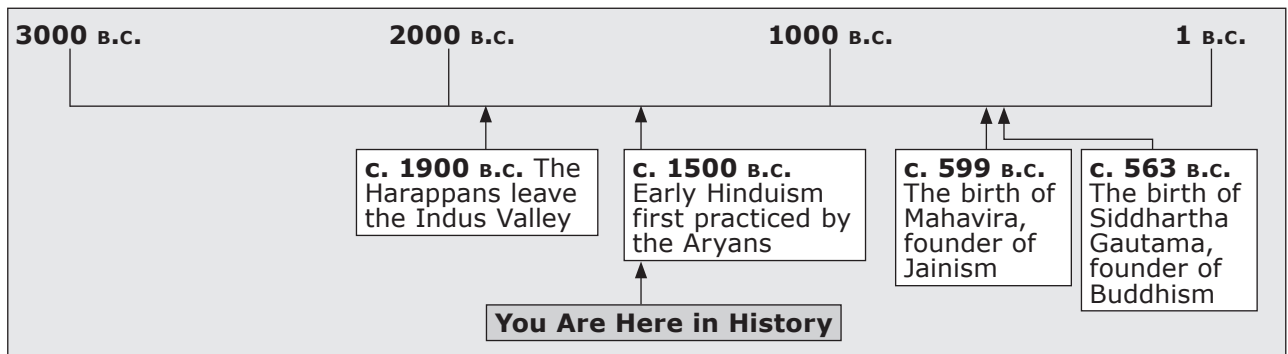 3000 B.C.
2000 B.C.
1000 B.C.
1 B.C.
c. 1900 B.C. The
Harappans leave
the Indus Valley
c. 1500 B.C.
Early Hinduism
first practiced by
the Aryans
c. 599 B.C.
The birth of
Mahavira,
founder of
Jainism
c. 563 B.C.
The birth of
Siddhartha
Gautama,
founder of
Buddhism
You Are Here in History